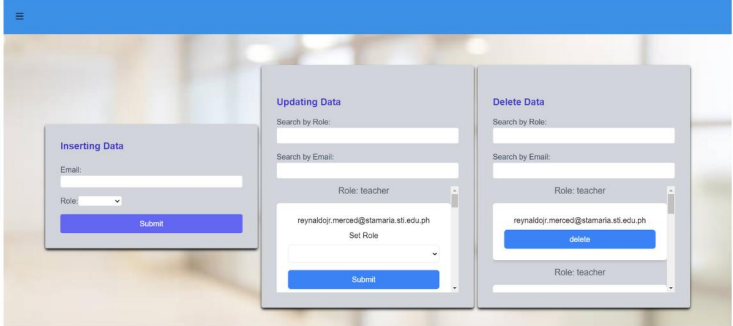 Inserting Data
Email:
Role:
Submit
Updating Data
Search by Role:
Search by Email:
Role: teacher
reynaldojr.merced@stamaria.sti.edu.ph
Set Role
Submit
Delete Data
Search by Role:
Search by Email:
Role: teacher
reynaldojr.merced@stamaria.sti.edu.ph
delete
Role: teacher